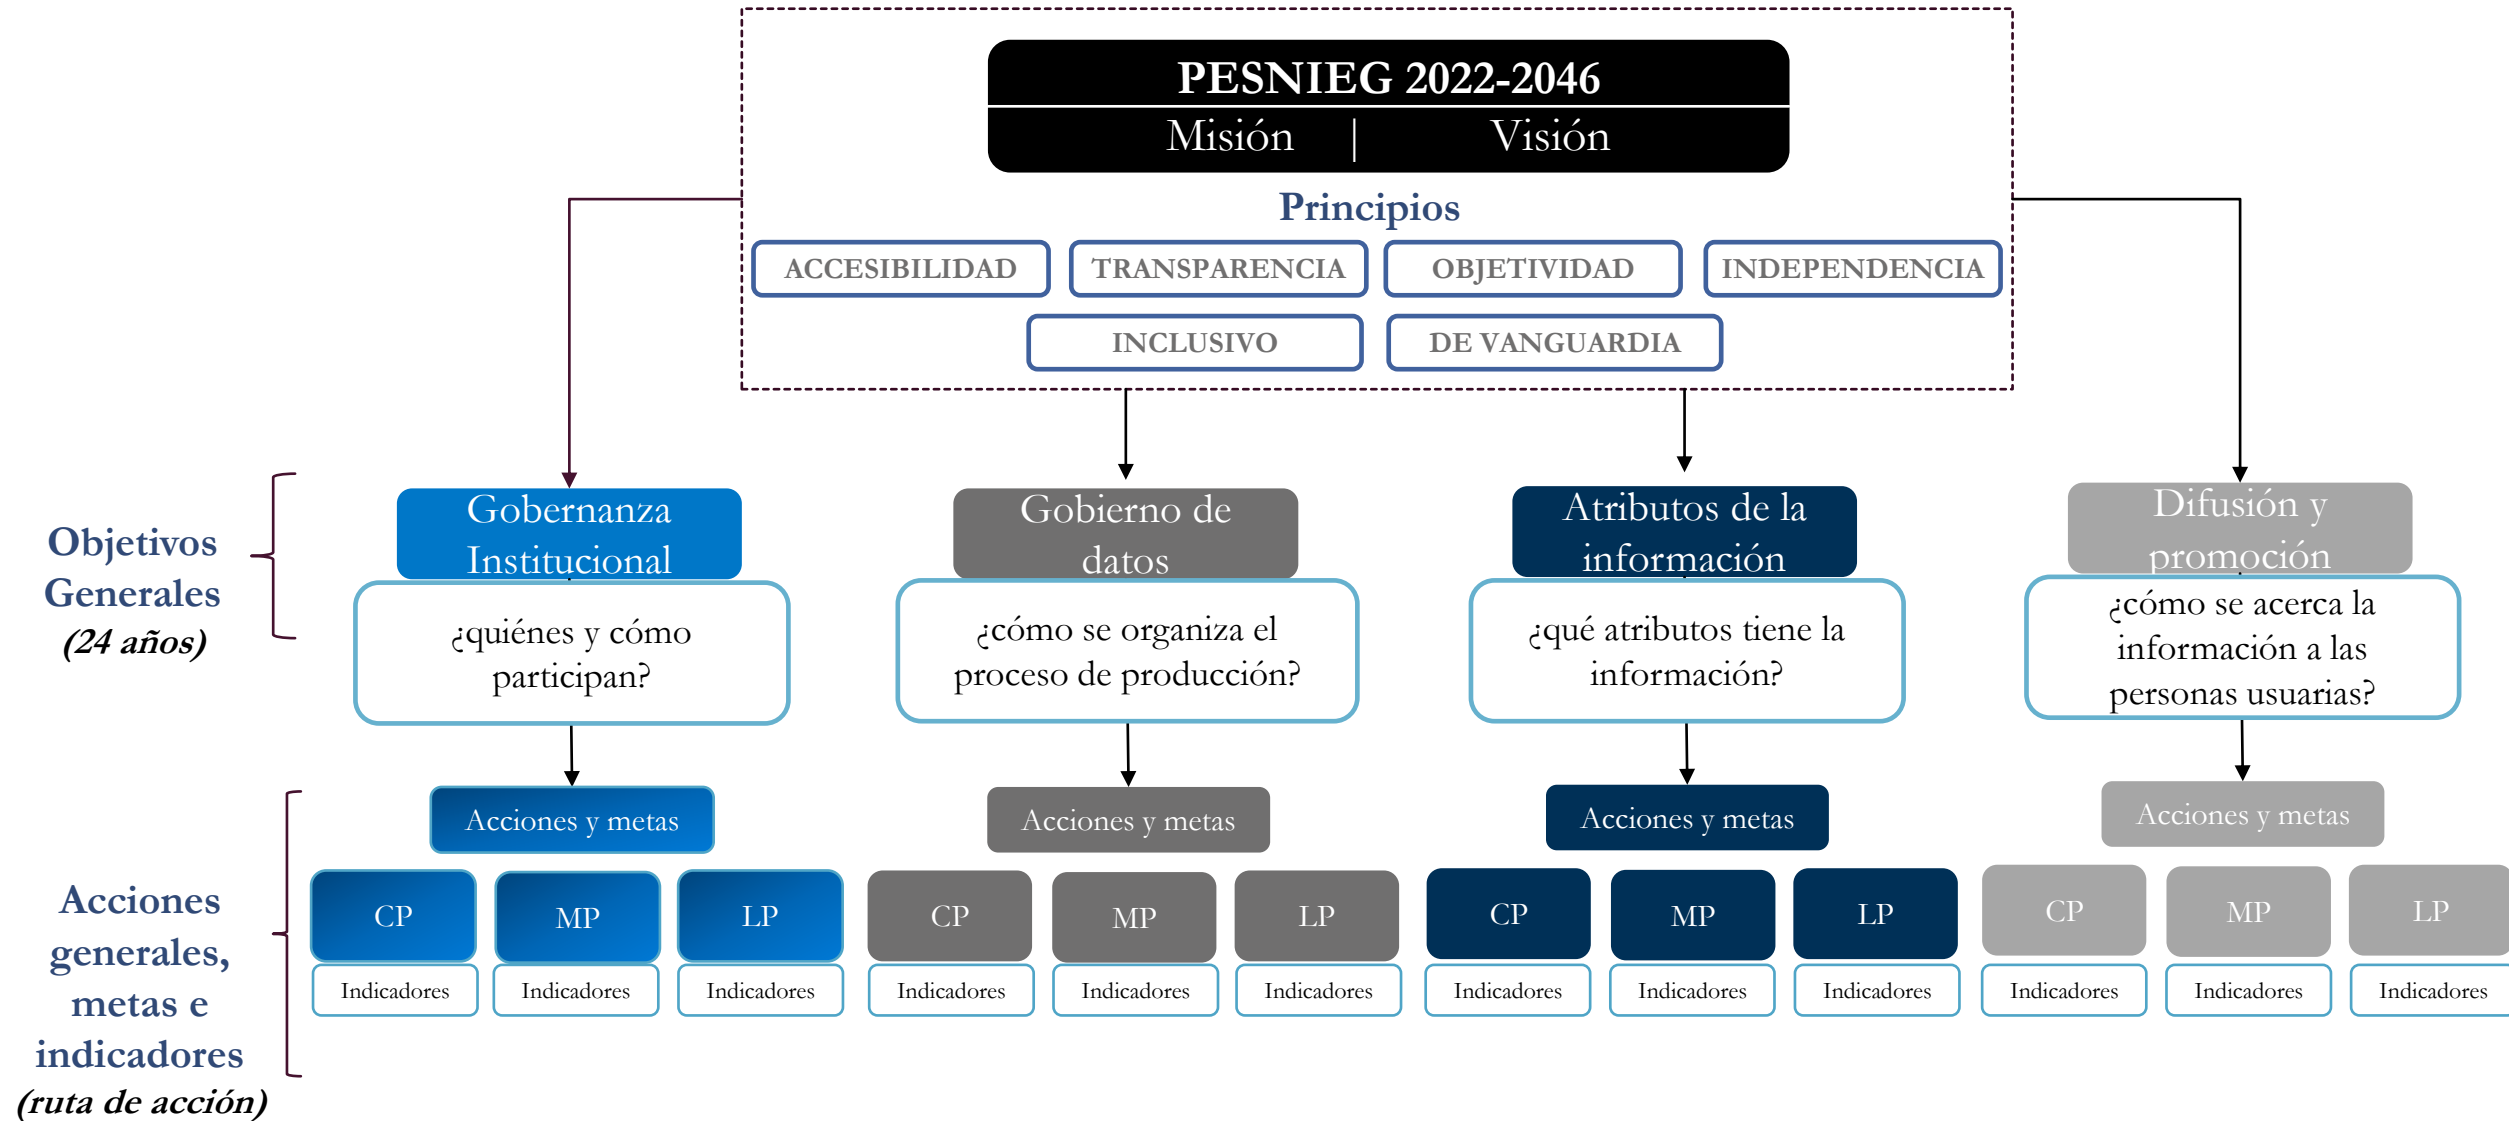 PESNIEG 2022-2046
Misión | Visión
Principios
ACCESIBILIDAD
TRANSPARENCIA
OBJETIVIDAD
INDEPENDENCIA
INCLUSIVO
DE VANGUARDIA
Objetivos
Generales
(24 años)
Gobernanza
Institucional
¿quiénes y cómo
participan?
Gobierno de
datos
¿cómo se organiza el
proceso de producción?
Atributos de la
información
¿qué atributos tiene la
información?
Difusión y
promoción
¿cómo se acerca la
información a las
personas usuarias?
Acciones
generales,
metas e
indicadores
(ruta de acción)
Acciones y metas
CP
MP
LP
Indicadores
Indicadores
Indicadores
Acciones y metas
CP
MP
LP
Indicadores
Indicadores
Indicadores
Acciones y metas
CP
MP
LP
Indicadores
Indicadores
Indicadores
Acciones y metas
CP
MP
LP
Indicadores
Indicadores
Indicadores